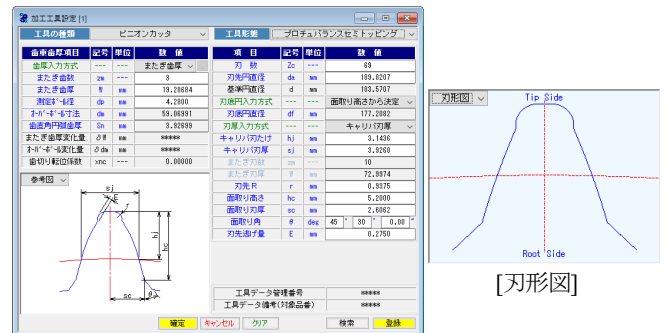 加工工具設定 [1]
工具の種類 ピニオンカッタ
歯車歯厚項目 記号 単位 数 値
歯厚入力方式 --- --- またぎ歯厚
またぎ歯数 zm --- 3
またぎ歯厚 W mm 19.28684
測定ボール径 dp mm 4.2800
オーバーボール寸法 dm mm 59.06991
歯直角円弧歯厚 Sn mm 3.92699
またぎ歯厚変化量 ∂W mm *****
オーバーボール変化量 ∂dm mm *****
歯切り転位係数 xnc --- 0.00000
参考図
sj
E
r
hj
hc
sc
θ
工具形態 プロチュバランスセミトッピング
項 目 記号 単位 数 値
刃 数 Zc --- 69
刃先円直径 da mm 189.8207
基準円直径 d mm 183.5707
刃底円入力方式 --- --- 面取り高さから決定
刃底円直径 df mm 177.2082
刃厚入力方式 --- --- キャリパ刃厚
キャリパ刃たけ hj mm 3.1436
キャリパ刃厚 sj mm 3.9268
またぎ刃数 zm --- 10
またぎ刃厚 W mm 72.9974
刃先R r mm 0.9375
面取り高さ hc mm 5.2000
面取り刃厚 sc mm 2.6062
面取り角 θ deg 45 ° 30 ' 0.00 "
刃先逃げ量 E mm 0.2750
工具データ管理番号 *****
工具データ備考(対象品番) *****
確定 キャンセル クリア 検索 登録
刃形図
Tip Side
Root Side
[刃形図]